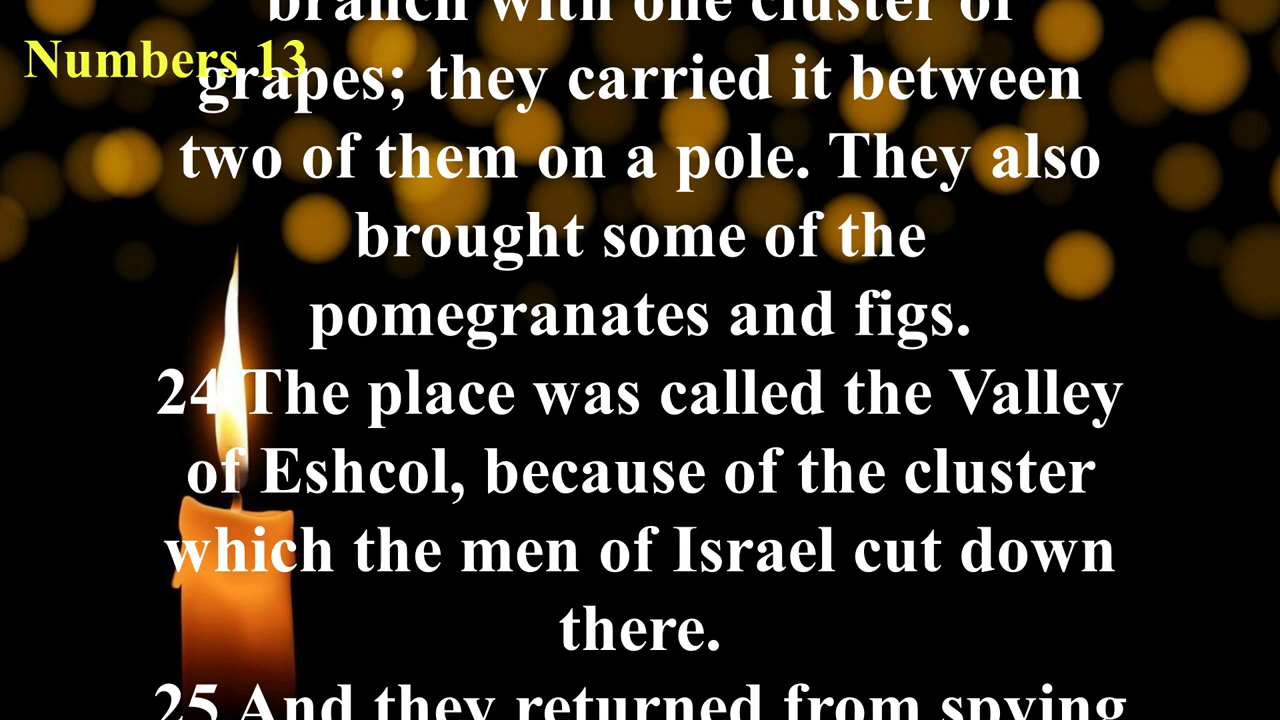 branch with one cluster of
Numbers 13
grapes; they carried it between
two of them on a pole. They also
brought some of the
pomegranates and figs.
24 The place was called the Valley
of Eshcol, because of the cluster
which the men of Israel cut down
there.
25 And they returned from spying